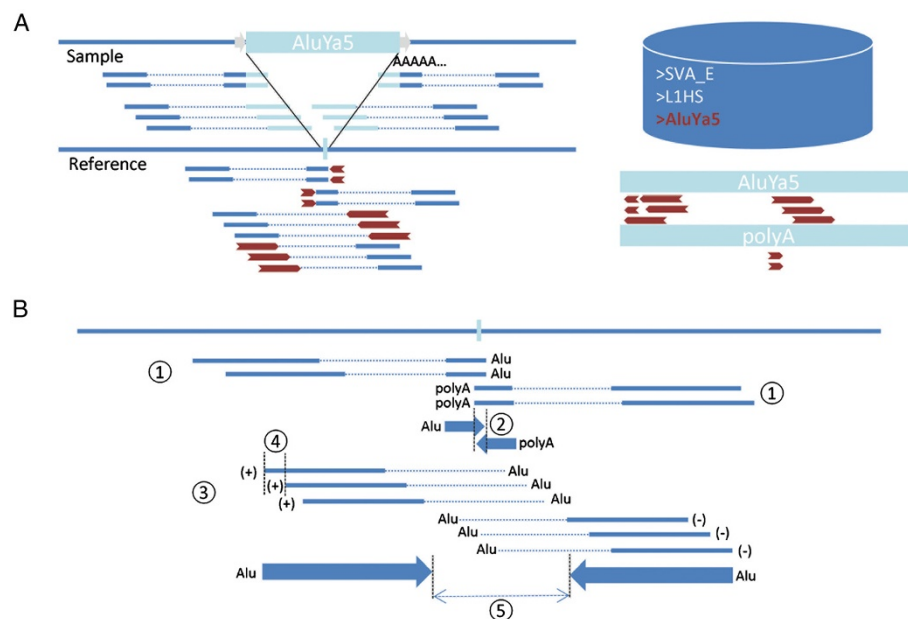 A
AluYa5
Sample
AAAAA...
Reference
>SVA_E
>L1HS
>AluYa5
AluYa5
polyA
B
① Alu
Alu
polyA ①
polyA
Alu ②
polyA
④
(+) Alu
③ (+) Alu
(+) Alu
Alu (-)
Alu (-)
Alu (-)
Alu Alu
⑤